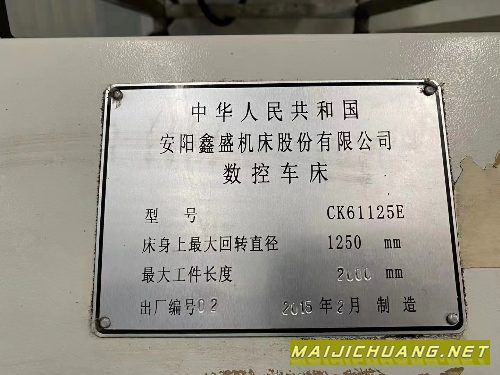 中华人民共和国
安阳鑫盛机床股份有限公司
数控车床
型 号 CK61125E
床身上最大回转直径 1250 mm
最大工件长度 2000 mm
出厂编号02 2015年2月 制造
MAIJICHUANG.NET